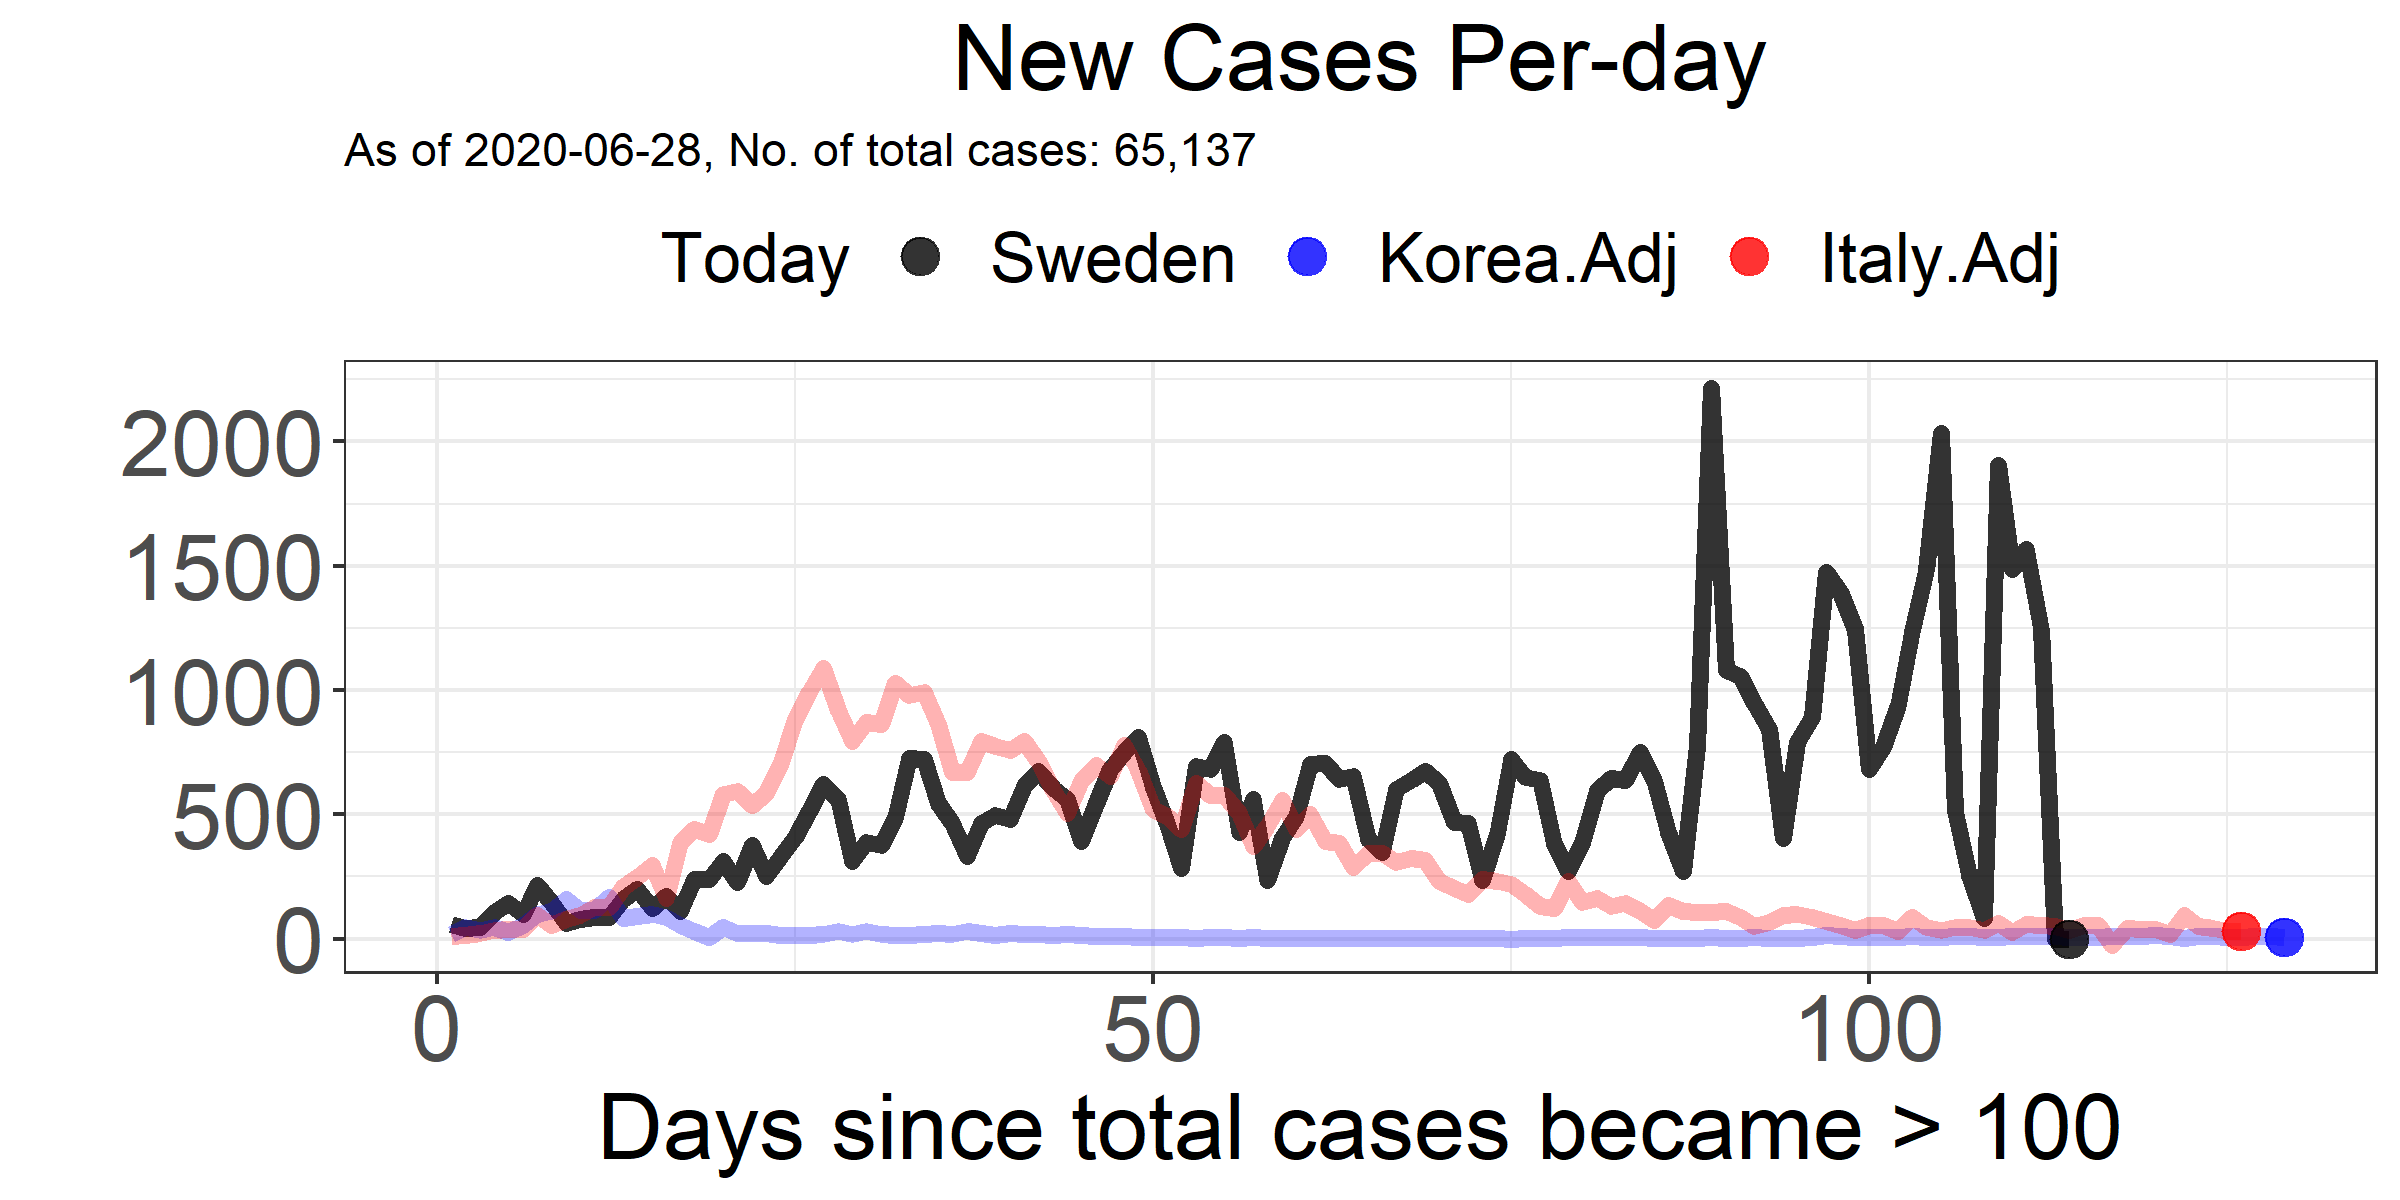 New Cases Per-day
As of 2020-06-28, No. of total cases: 65,137
Today Sweden Korea.Adj Italy.Adj
2000
1500
1000
500
0
0 50 100
Days since total cases became > 100